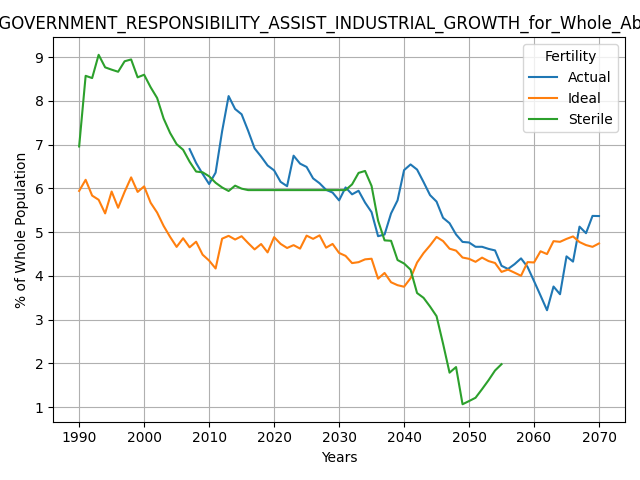 GOVERNMENT_RESPONSIBILITY_ASSIST_INDUSTRIAL_GROWTH_for_Whole_Ab
Fertility
Actual
Ideal
Sterile
% of Whole Population
9
8
7
6
5
4
3
2
1
1990 2000 2010 2020 2030 2040 2050 2060 2070
Years